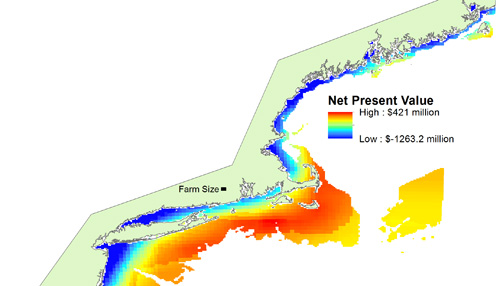 Net Present Value
High : $421 million
Low : $-1263.2 million
Farm Size